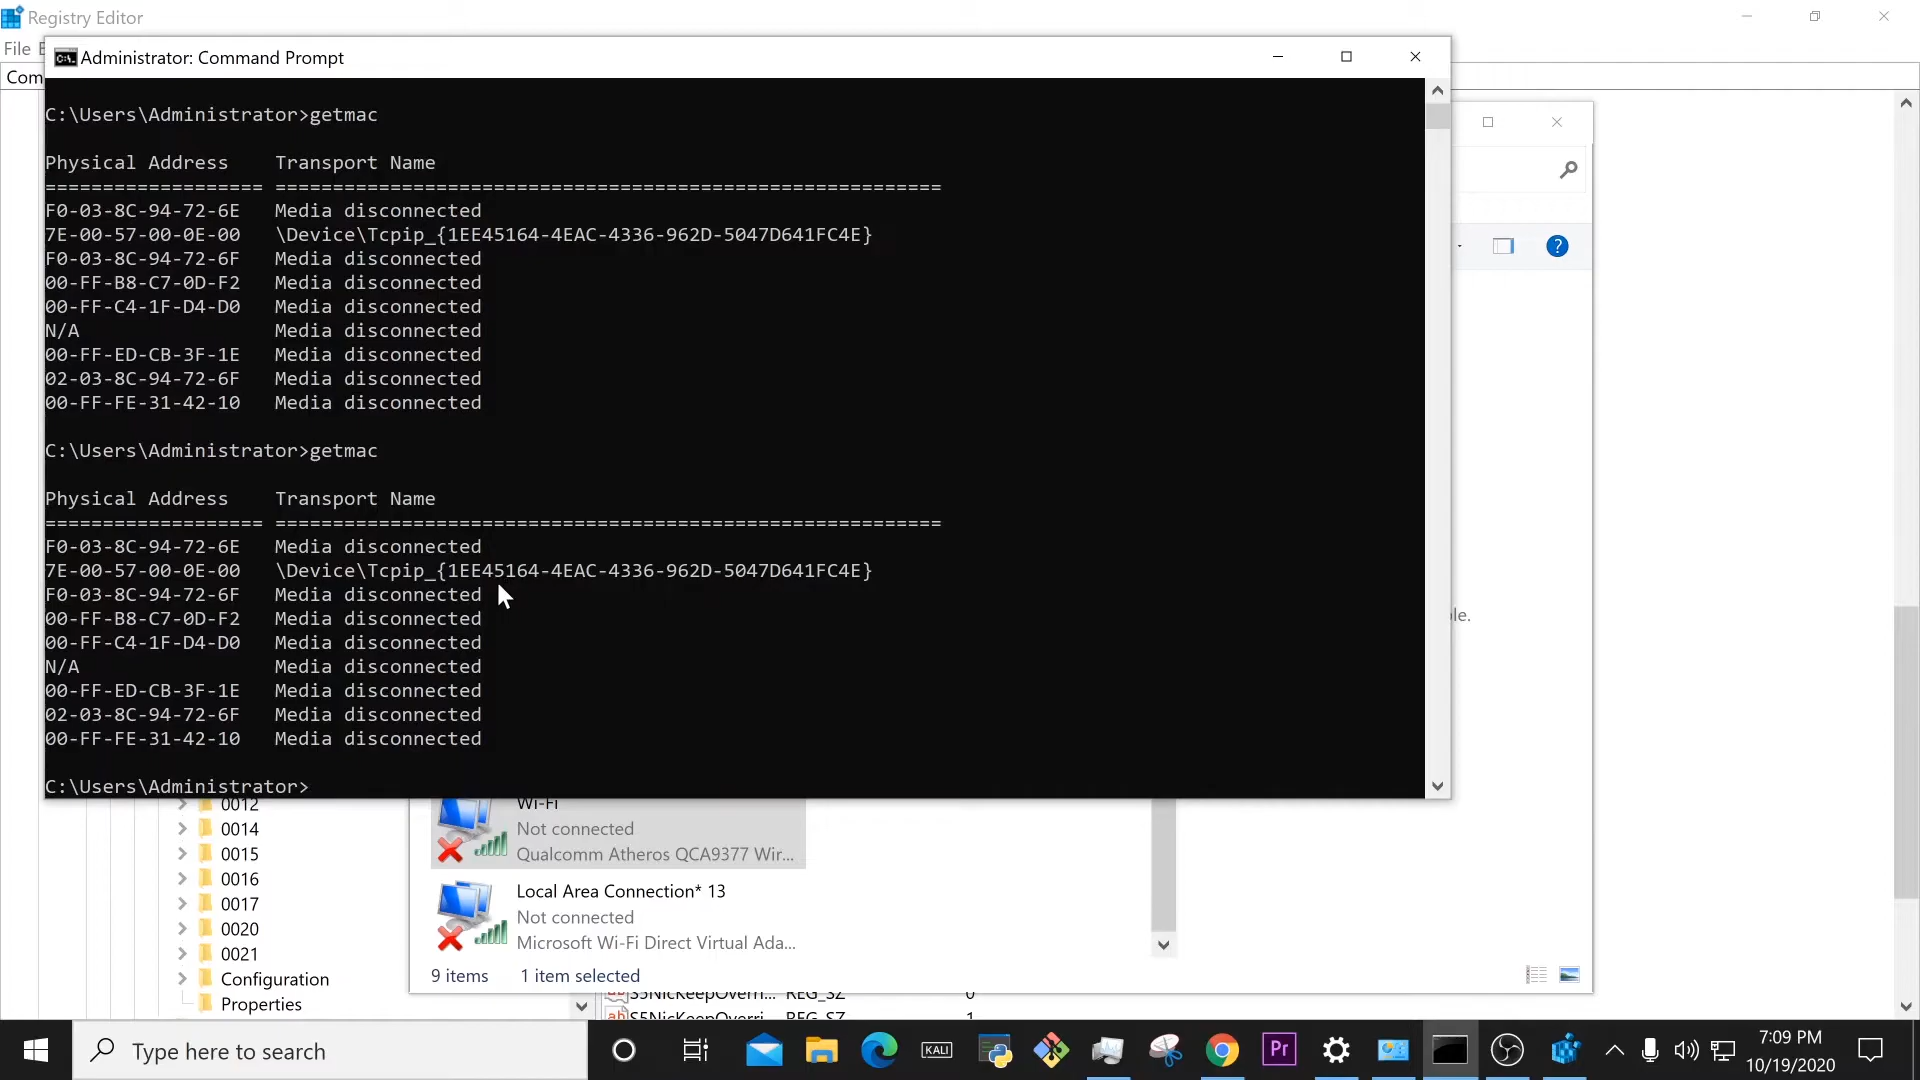 Registry Editor
File E
Administrator: Command Prompt
Com
C:\Users\Administrator>getmac
Physical Address    Transport Name
=================== ==========================================================
F0-03-8C-94-72-6E   Media disconnected
7E-00-57-00-0E-00   \Device\Tcpip_{1EE45164-4EAC-4336-962D-5047D641FC4E}
F0-03-8C-94-72-6F   Media disconnected
00-FF-B8-C7-0D-F2   Media disconnected
00-FF-C4-1F-D4-D0   Media disconnected
N/A                 Media disconnected
00-FF-ED-CB-3F-1E   Media disconnected
02-03-8C-94-72-6F   Media disconnected
00-FF-FE-31-42-10   Media disconnected
C:\Users\Administrator>getmac
Physical Address    Transport Name
=================== ==========================================================
F0-03-8C-94-72-6E   Media disconnected
7E-00-57-00-0E-00   \Device\Tcpip_{1EE45164-4EAC-4336-962D-5047D641FC4E}
F0-03-8C-94-72-6F   Media disconnected
00-FF-B8-C7-0D-F2   Media disconnected
00-FF-C4-1F-D4-D0   Media disconnected
N/A                 Media disconnected
00-FF-ED-CB-3F-1E   Media disconnected
02-03-8C-94-72-6F   Media disconnected
00-FF-FE-31-42-10   Media disconnected
C:\Users\Administrator>
le.
0012
0014
0015
0016
0017
0020
0021
Configuration
Properties
Wi-Fi
Not connected
Qualcomm Atheros QCA9377 Wir...
Local Area Connection* 13
Not connected
Microsoft Wi-Fi Direct Virtual Ada...
9 items 1 item selected
S5NicKeepOverri... REG_SZ 0
S5NicKeepOverri... REG_SZ 1
Type here to search
KALI
Pr
7:09 PM
10/19/2020